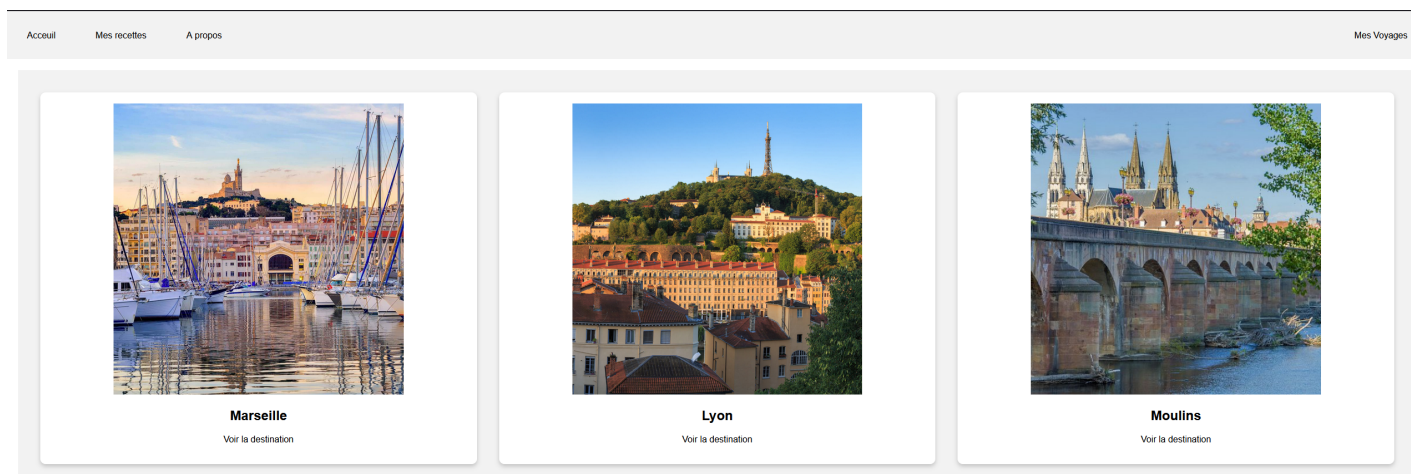 Acceuil Mes recettes A propos Mes Voyages
Marseille Lyon Moulins
Voir la destination Voir la destination Voir la destination